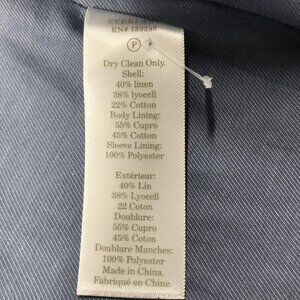 EVERLANE
RN# 139393
P
Dry Clean Only.
Shell:
40% linen
38% lyocell
22% Cotton
Body Lining:
55% Cupro
45% Cotton
Sleeve Lining:
100% Polyester
Extérieur:
40% Lin
38% Lyocell
22 Coton
Doublure:
55% Cupro
45% Coton
Doublure Manches:
100% Polyester
Made in China.
Fabriqué en Chine.